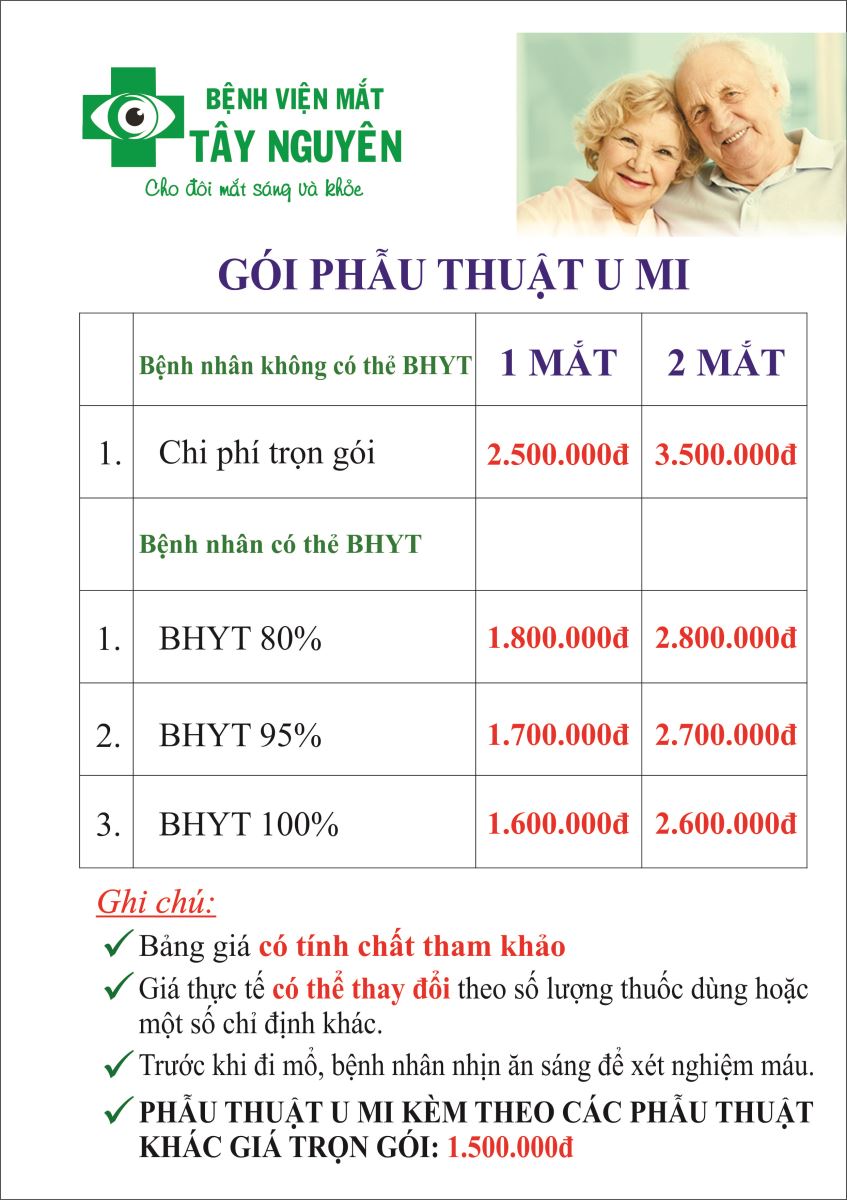 BỆNH VIỆN MẮT
TÂY NGUYÊN
Cho đôi mắt sáng và khỏe
GÓI PHẪU THUẬT U MI
Bệnh nhân không có thẻ BHYT 1 MẮT 2 MẮT
1. Chi phí trọn gói 2.500.000đ 3.500.000đ
Bệnh nhân có thẻ BHYT
1. BHYT 80% 1.800.000đ 2.800.000đ
2. BHYT 95% 1.700.000đ 2.700.000đ
3. BHYT 100% 1.600.000đ 2.600.000đ
Ghi chú:
✓ Bảng giá có tính chất tham khảo
✓ Giá thực tế có thể thay đổi theo số lượng thuốc dùng hoặc
một số chỉ định khác.
✓ Trước khi đi mổ, bệnh nhân nhịn ăn sáng để xét nghiệm máu.
✓ PHẪU THUẬT U MI KÈM THEO CÁC PHẪU THUẬT
KHÁC GIÁ TRỌN GÓI: 1.500.000đ